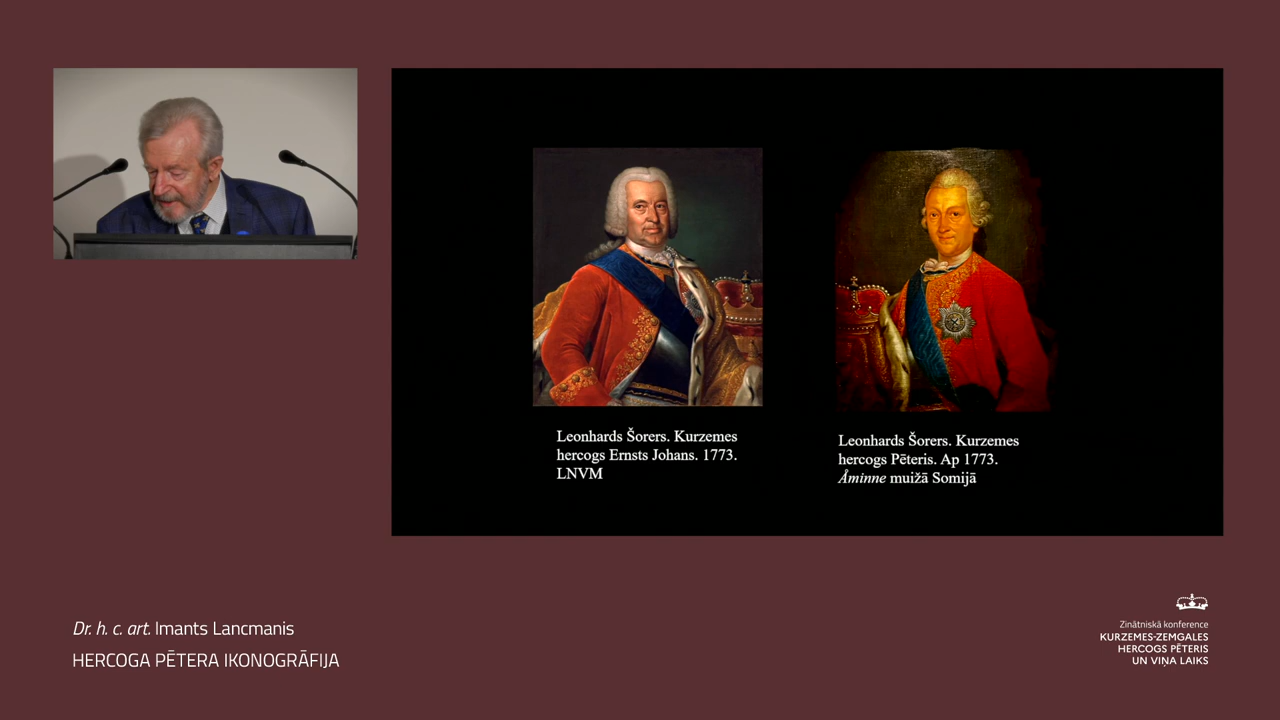 Leonhards Šorers. Kurzemes
hercogs Ernsts Johans. 1773.
LNVM
Leonhards Šorers. Kurzemes
hercogs Pēteris. Ap 1773.
Åminne muižā Somijā
Dr. h. c. art. Imants Lancmanis
HERCOGA PĒTERA IKONOGRĀFIJA
Zinātniskā konference
KURZEMES-ZEMGALES
HERCOGS PĒTERIS
UN VIŅA LAIKS